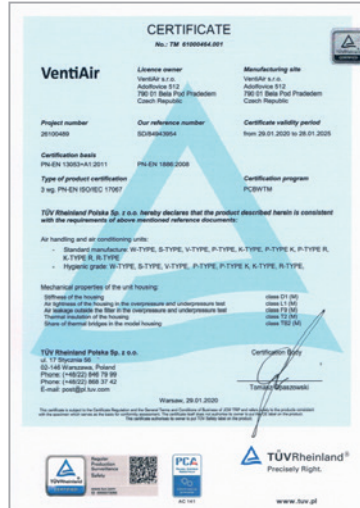 CERTIFICATE
No.: TM 61000464.001
VentiAir
Licence owner
VentiAir s.r.o.
Adolfovice 512
790 01 Bela Pod Pradedem
Czech Republic
Manufacturing site
VentiAir s.r.o.
Adolfovice 512
790 01 Bela Pod Pradedem
Czech Republic
Project number
26100489
Our reference number
SD/84943954
Certificate validity period
from 29.01.2020 to 28.01.2025
Certification basis
PN-EN 13053+A1:2011
PN-EN 1886:2008
Type of product certification
3 wg. PN-EN ISO/IEC 17067
Certification program
PCBWTM
TÜV Rheinland Polska Sp. z o.o. hereby declares that the product described herein is consistent
with the requirements of above mentioned reference documents:
Air handling and air conditioning units:
- Standard manufacture: W-TYPE, S-TYPE, V-TYPE, P-TYPE, K-TYPE, P-TYPE K, P-TYPE R,
K-TYPE R, R-TYPE
- Hygienic grade: W-TYPE, S-TYPE, V-TYPE, P-TYPE, P-TYPE K, K-TYPE, R-TYPE,
Mechanical properties of the unit housing:
Stiffness of the housing class D1 (M)
Air tightness of the housing in the overpressure and underpressure test class L1 (M)
Air leakage outside the filter in the overpressure and underpressure test class F9 (M)
Thermal insulation of the housing class T2 (M)
Share of thermal bridges in the model housing class TB2 (M)
TÜV Rheinland Polska Sp. z o.o.
ul. 17 Stycznia 56
02-146 Warszawa, Poland
Phone: (+48/22) 846 79 99
Phone: (+48/22) 868 37 42
E-mail: post@pl.tuv.com
Certification Body
Tomasz
Warsaw, 29.01.2020
TÜVRheinland
Regular
Production
Surveillance
Safety
PCA
AC 141
TÜVRheinland®
Precisely Right.
www.tuv.pl